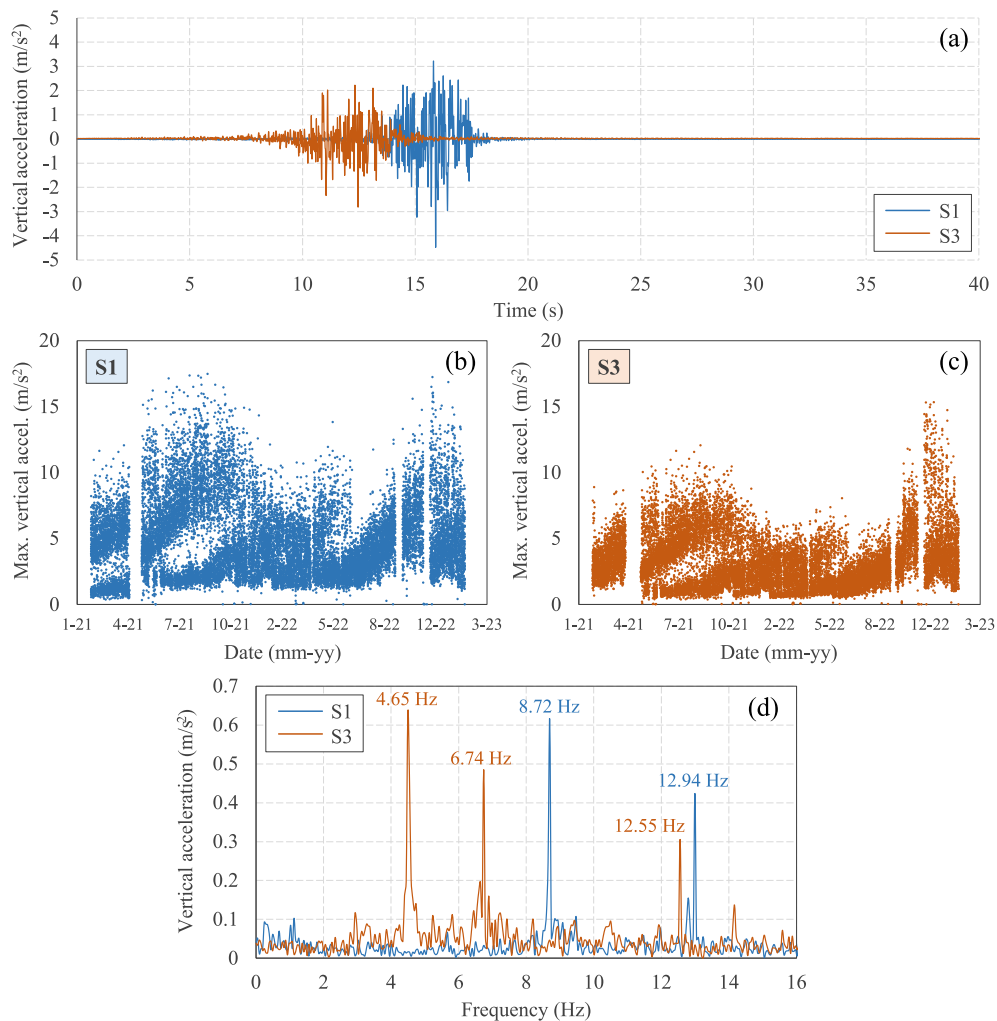 (a)
Vertical acceleration (m/s²)
5
4
3
2
1
0
-1
-2
-3
-4
-5
S1
S3
0 5 10 15 20 25 30 35 40
Time (s)
(b)
S1
Max. vertical accel. (m/s²)
20
15
10
5
0
1-21 4-21 7-21 10-21 2-22 5-22 8-22 12-22 3-23
Date (mm-yy)
(c)
S3
Max. vertical accel. (m/s²)
20
15
10
5
0
1-21 4-21 7-21 10-21 2-22 5-22 8-22 12-22 3-23
Date (mm-yy)
(d)
Vertical acceleration (m/s²)
0.7
0.6
0.5
0.4
0.3
0.2
0.1
0
S1
S3
4.65 Hz
8.72 Hz
6.74 Hz
12.94 Hz
12.55 Hz
0 2 4 6 8 10 12 14 16
Frequency (Hz)